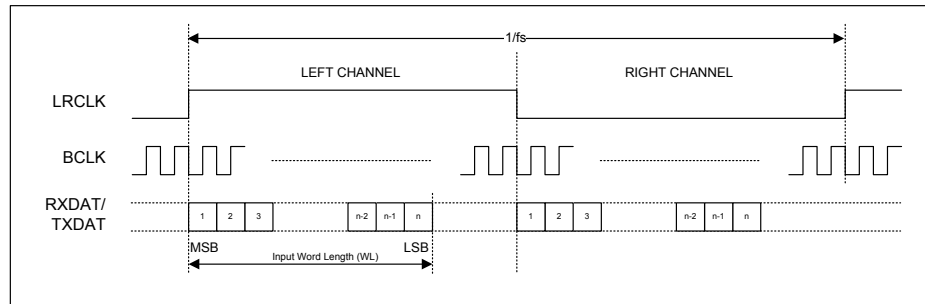 1/fs
LEFT CHANNEL RIGHT CHANNEL
LRCLK
BCLK
RXDAT/
TXDAT
1 2 3 n-2 n-1 n 1 2 3 n-2 n-1 n
MSB LSB
Input Word Length (WL)